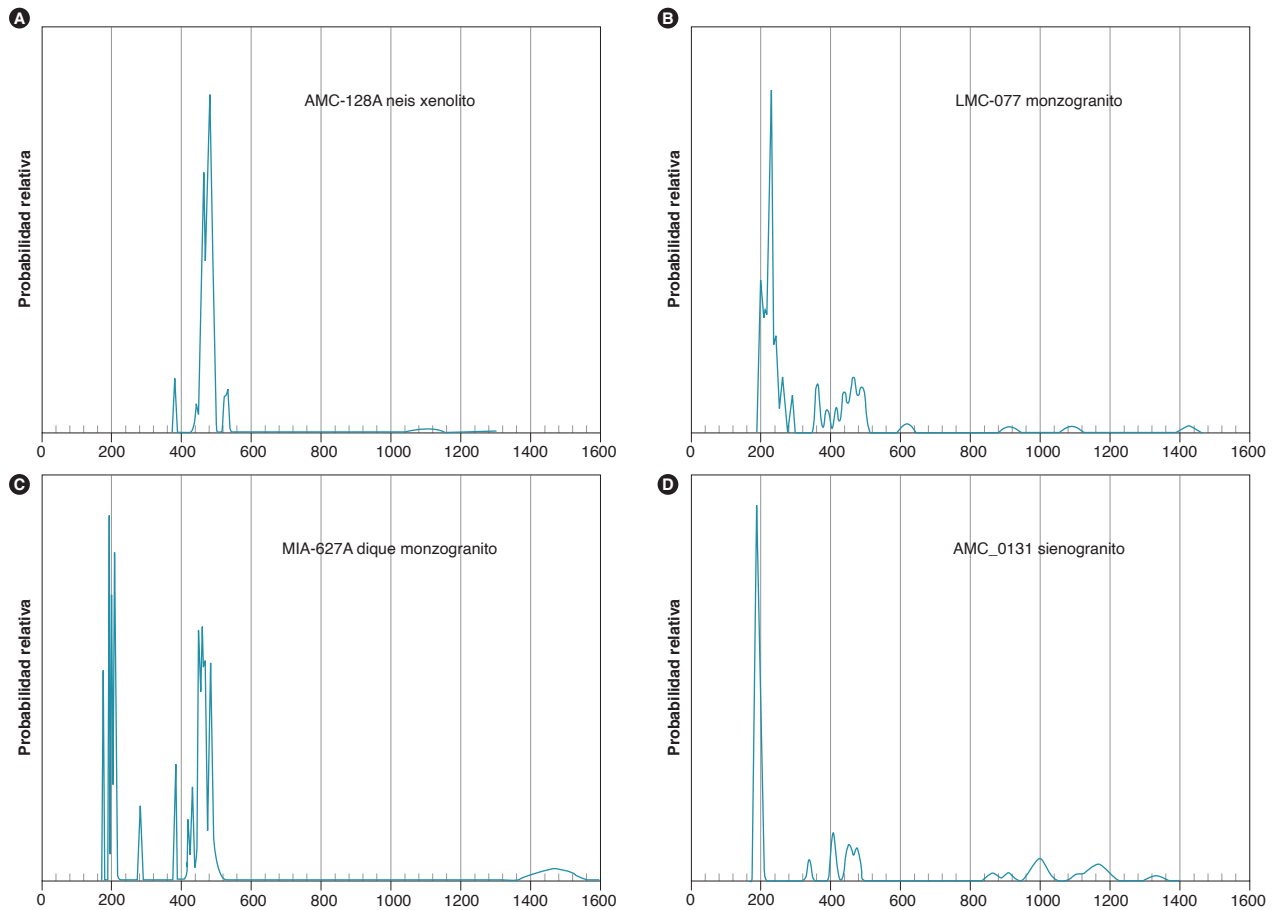 A
AMC-128A neis xenolito
Probabilidad relativa
0 200 400 600 800 1000 1200 1400 1600
B
LMC-077 monzogranito
Probabilidad relativa
0 200 400 600 800 1000 1200 1400 1600
C
MIA-627A dique monzogranito
Probabilidad relativa
0 200 400 600 800 1000 1200 1400 1600
D
AMC_0131 sienogranito
Probabilidad relativa
0 200 400 600 800 1000 1200 1400 1600